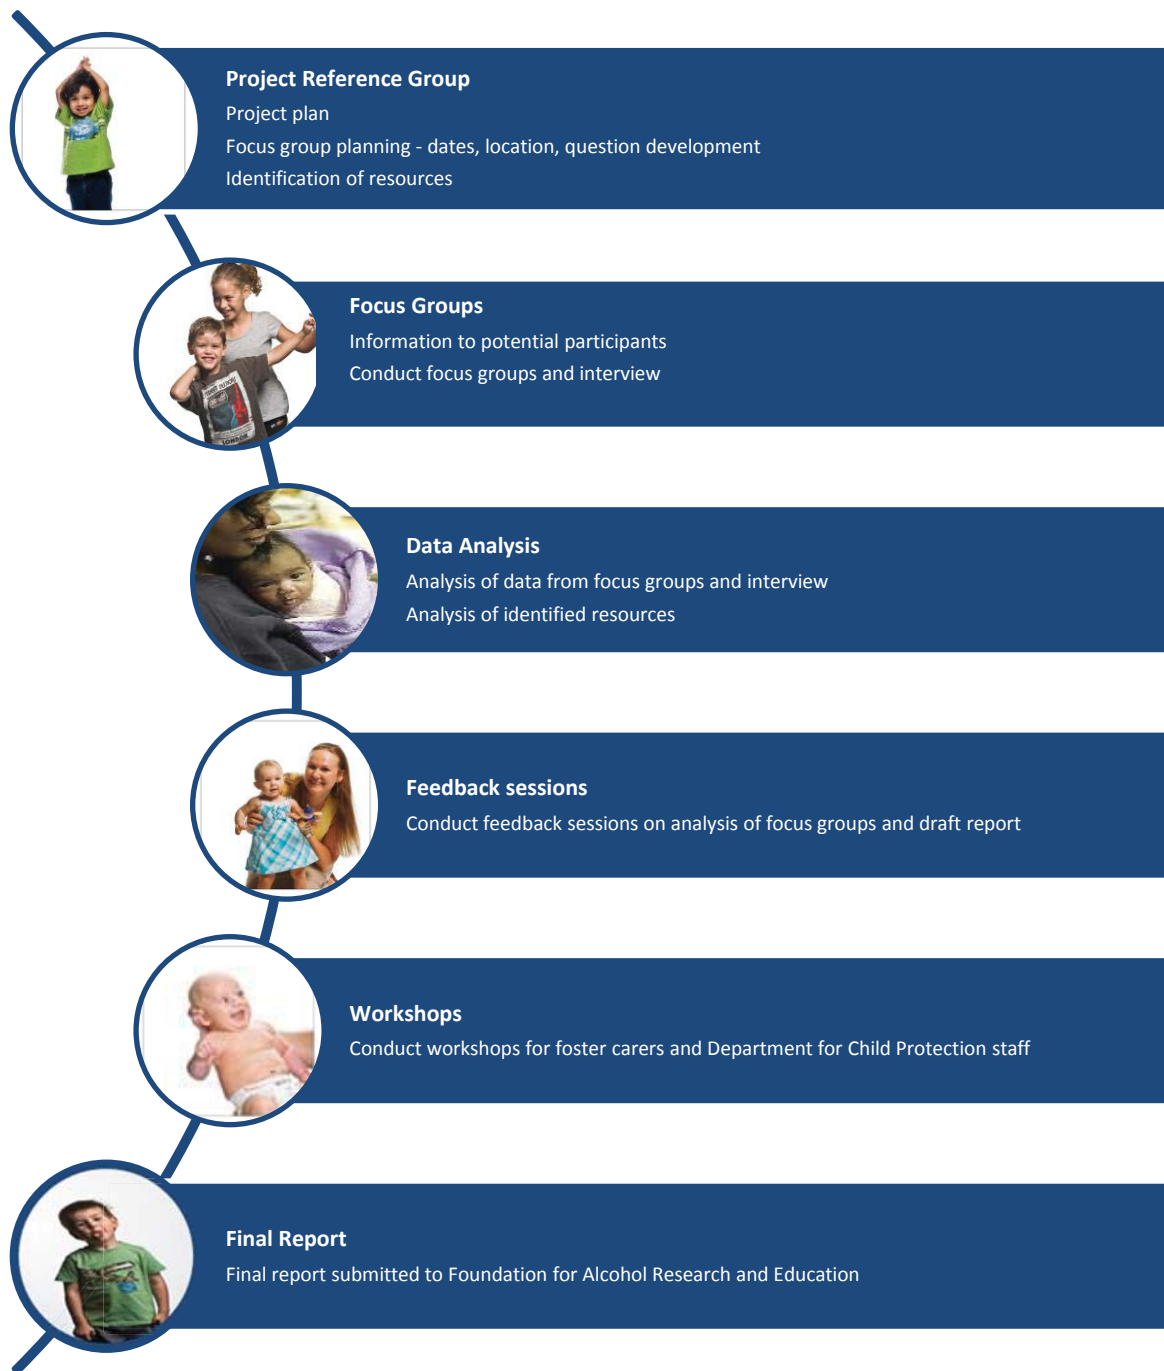 Project Reference Group
Project plan
Focus group planning - dates, location, question development
Identification of resources
Focus Groups
Information to potential participants
Conduct focus groups and interview
LONDON
Data Analysis
Analysis of data from focus groups and interview
Analysis of identified resources
Feedback sessions
Conduct feedback sessions on analysis of focus groups and draft report
Workshops
Conduct workshops for foster carers and Department for Child Protection staff
Final Report
Final report submitted to Foundation for Alcohol Research and Education